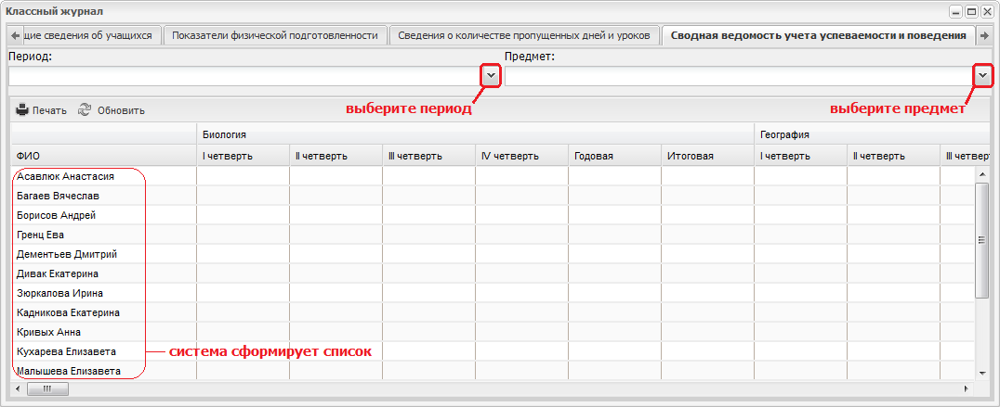 Классный журнал
щие сведения об учащихся Показатели физической подготовленности Сведения о количестве пропущенных дней и уроков Сводная ведомость учета успеваемости и поведения
Период: Предмет:
выберите период выберите предмет
Печать Обновить
Биология География
ФИО I четверть II четверть III четверть IV четверть Годовая Итоговая I четверть II четверть III четверт
Асавлюк Анастасия
Багаев Вячеслав
Борисов Андрей
Гренц Ева
Дементьев Дмитрий
Дивак Екатерина
Зюркалова Ирина
Кадникова Екатерина
Кривых Анна
Кухарева Елизавета система сформирует список
Малышева Елизавета